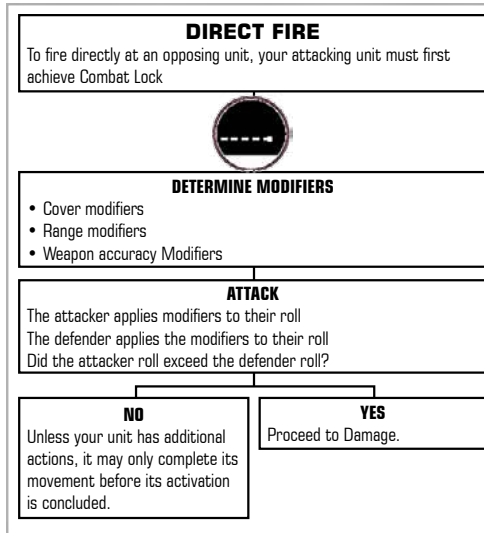 DIRECT FIRE
To fire directly at an opposing unit, your attacking unit must first
achieve Combat Lock
DETERMINE MODIFIERS
• Cover modifiers
• Range modifiers
• Weapon accuracy Modifiers
ATTACK
The attacker applies modifiers to their roll
The defender applies the modifiers to their roll
Did the attacker roll exceed the defender roll?
NO
Unless your unit has additional
actions, it may only complete its
movement before its activation
is concluded.
YES
Proceed to Damage.